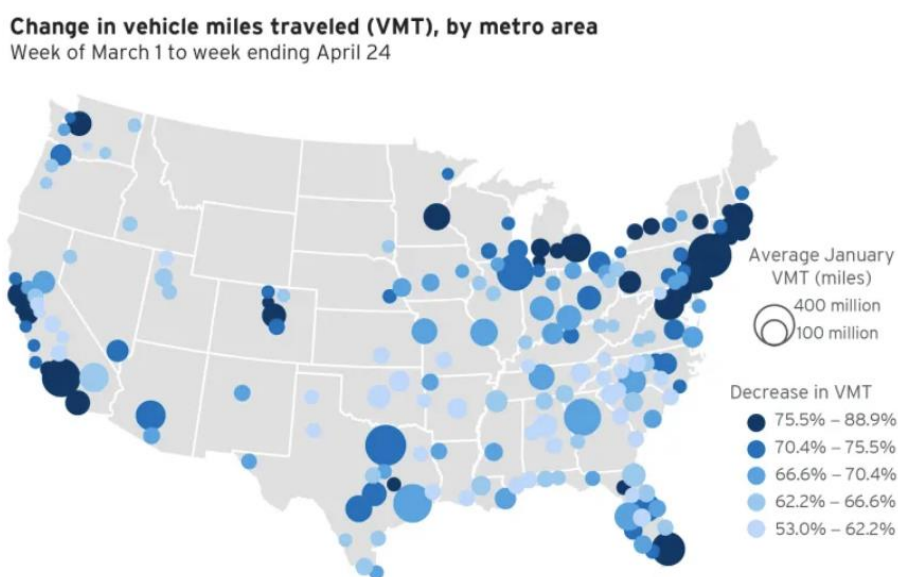 Change in vehicle miles traveled (VMT), by metro area
Week of March 1 to week ending April 24
Average January
VMT (miles)
400 million
100 million
Decrease in VMT
75.5% – 88.9%
70.4% – 75.5%
66.6% – 70.4%
62.2% – 66.6%
53.0% – 62.2%